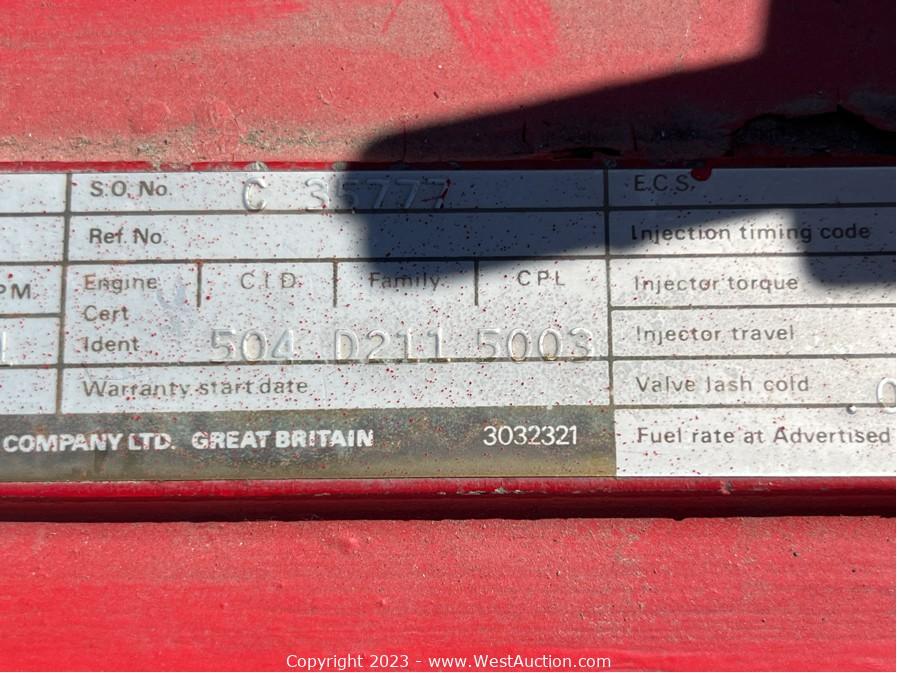 S.O. No. C 35777 E.C.S.
Ref. No Injection timing code
PM Engine C.I.D. Family CPL Injector torque
Cert
Ident 504 D211 5003 Injector travel
Warranty start date Valve lash cold .0
COMPANY LTD. GREAT BRITAIN 3032321 Fuel rate at Advertised
Copyright 2023 - www.WestAuction.com